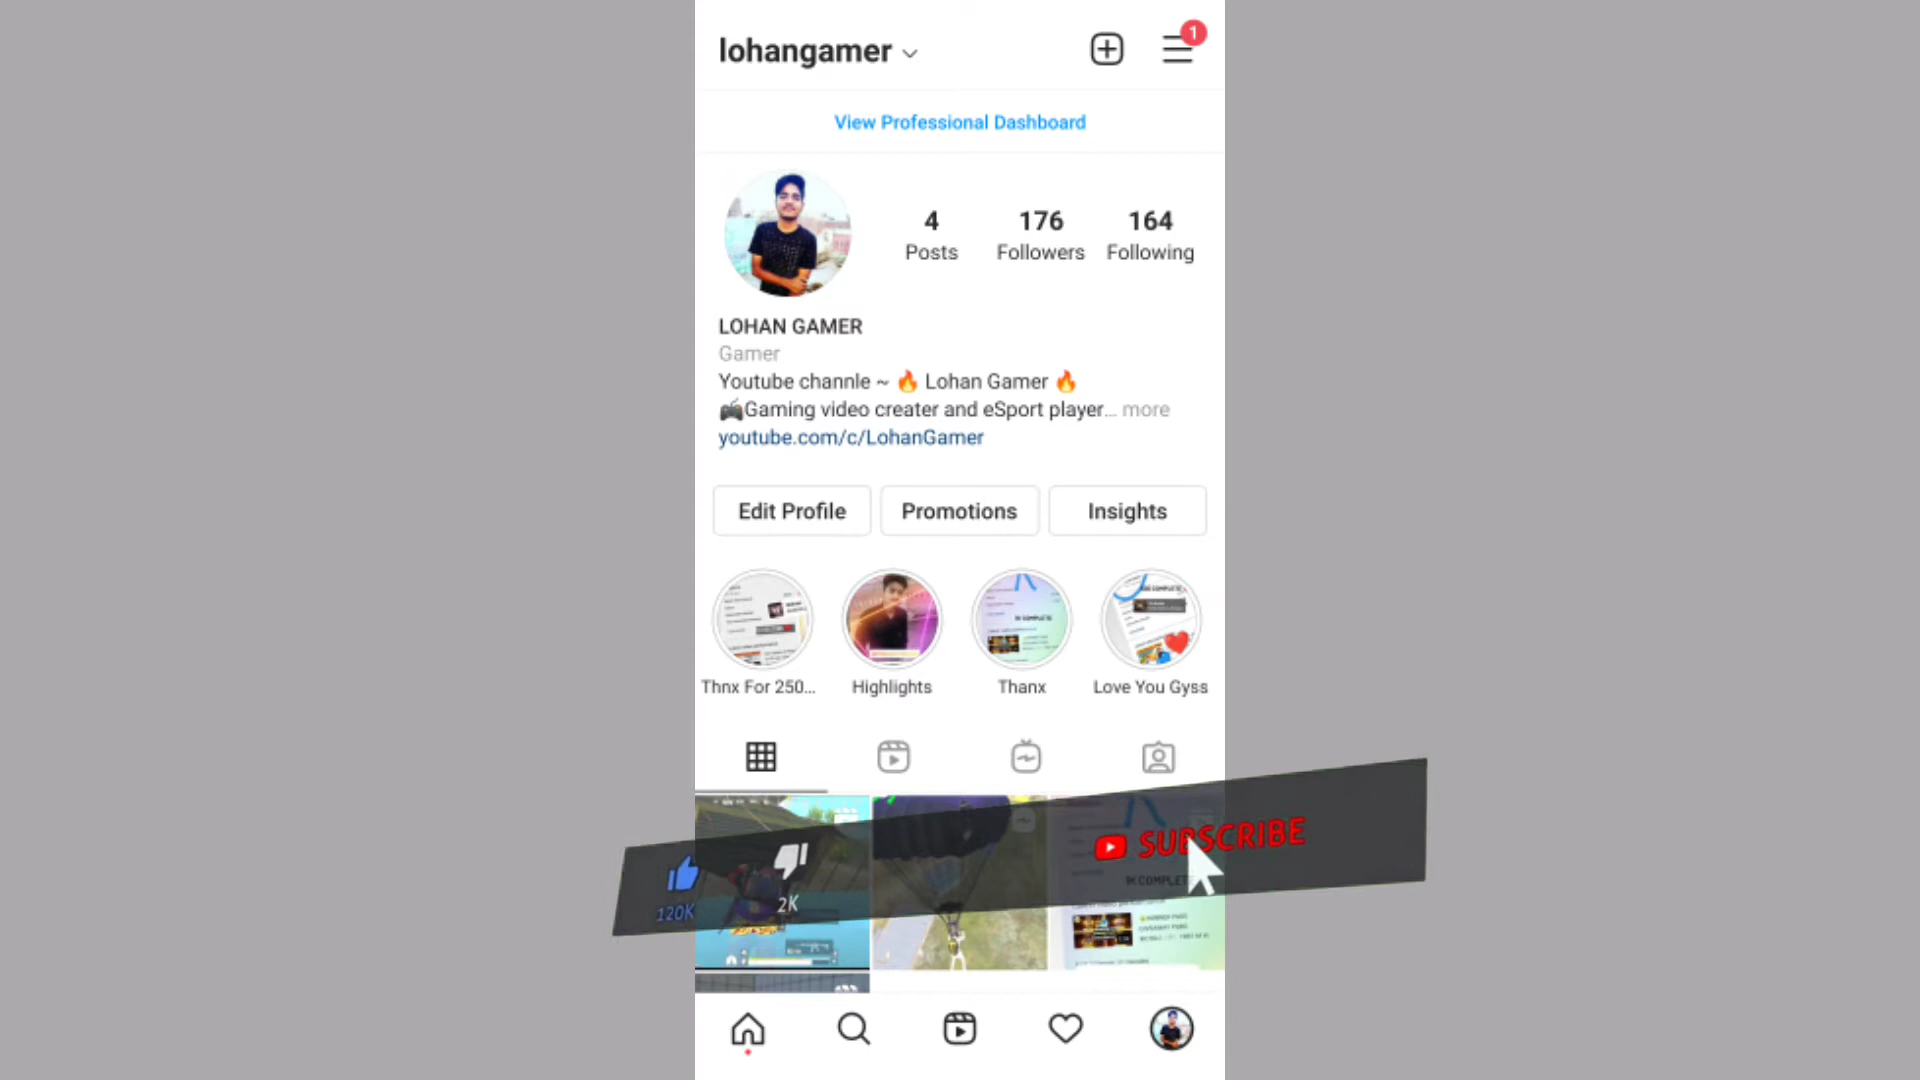 lohangamer
1
View Professional Dashboard
4 176 164
Posts Followers Following
LOHAN GAMER
Gamer
Youtube channle ~ 🔥 Lohan Gamer 🔥
🎮Gaming video creater and eSport player... more
youtube.com/c/LohanGamer
Edit Profile Promotions Insights
Thnx For 250... Highlights Thanx Love You Gyss
SUBSCRIBE
1K COMPLETE
120K 2K